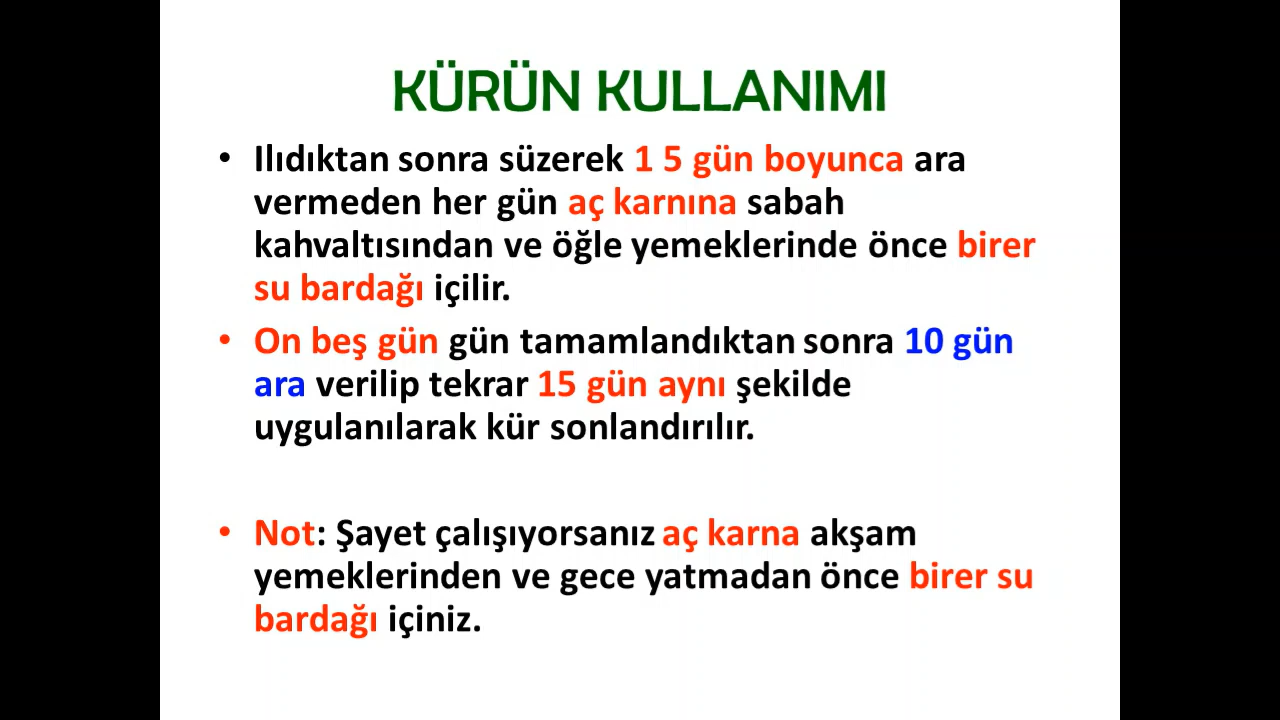 KÜRÜN KULLANIMI
• Ilıdıktan sonra süzerek 1 5 gün boyunca ara
vermeden her gün aç karnına sabah
kahvaltısından ve öğle yemeklerinde önce birer
su bardağı içilir.
• On beş gün gün tamamlandıktan sonra 10 gün
ara verilip tekrar 15 gün aynı şekilde
uygulanılarak kür sonlandırılır.
• Not: Şayet çalışıyorsanız aç karna akşam
yemeklerinden ve gece yatmadan önce birer su
bardağı içiniz.